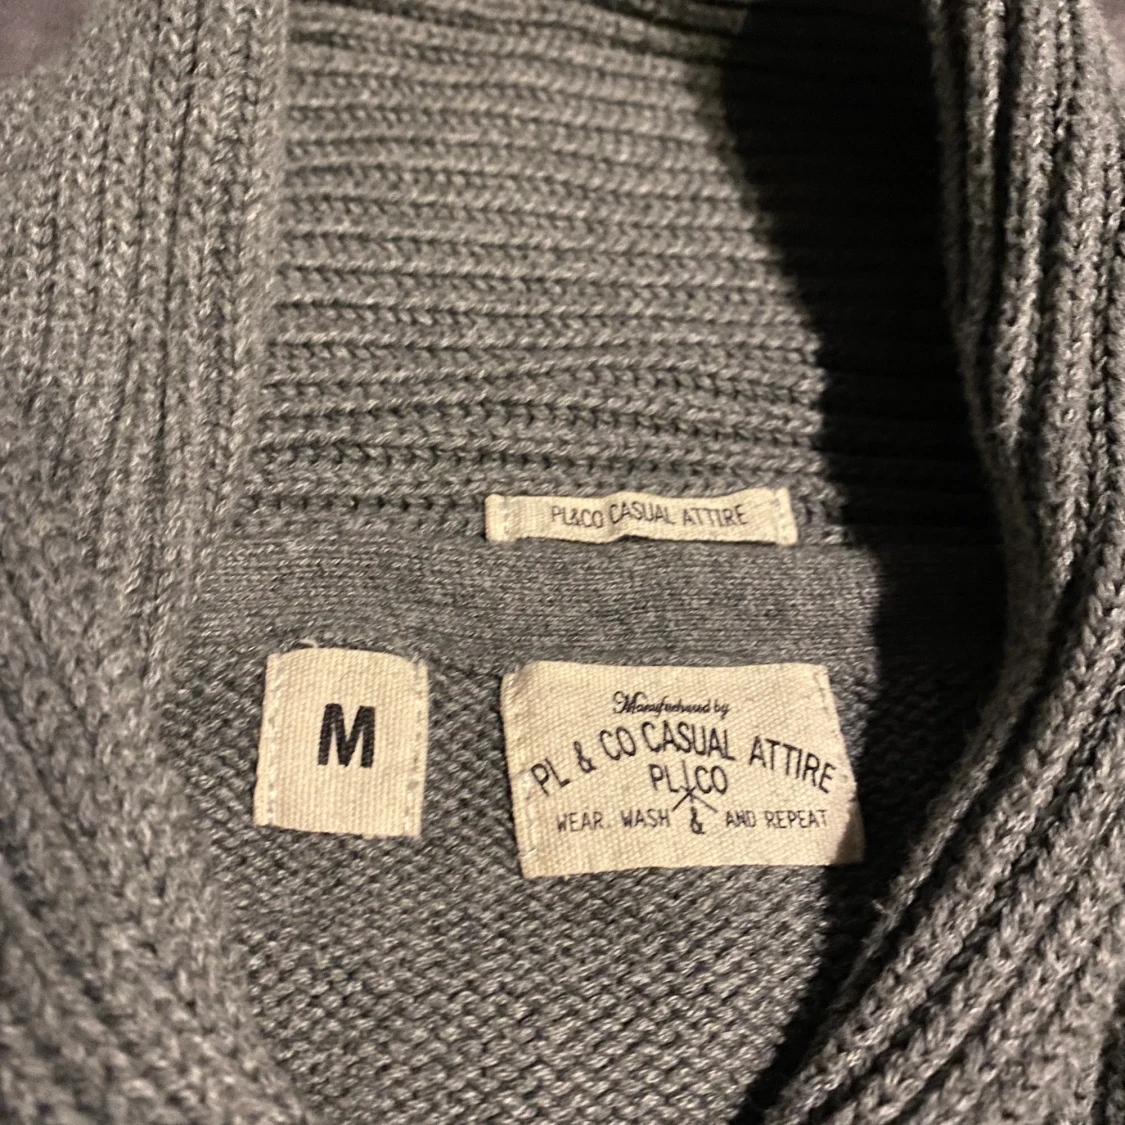 PL&CO CASUAL ATTIRE
M
Manufactured by
PL & CO CASUAL ATTIRE
PL CO
WEAR. WASH & AND REPEAT